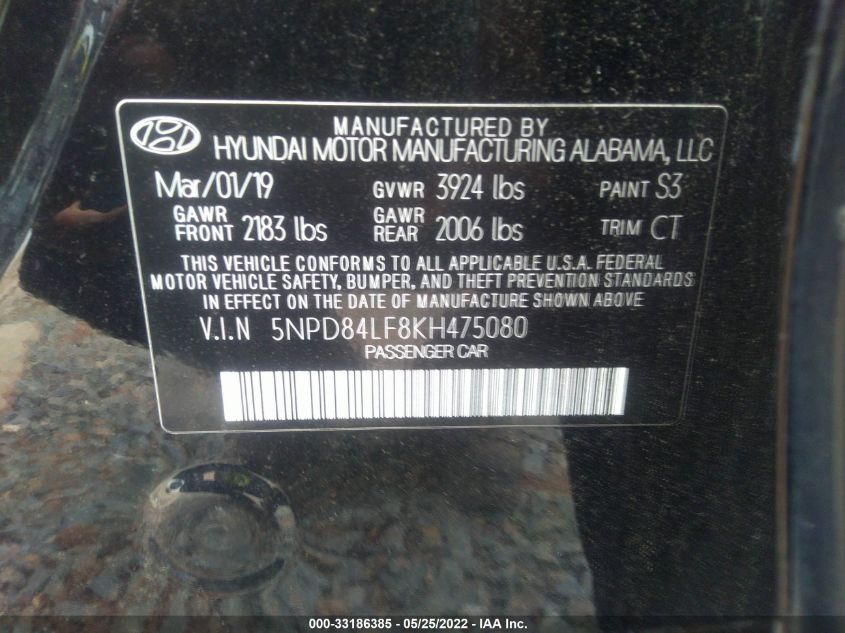 MANUFACTURED BY
HYUNDAI MOTOR MANUFACTURING ALABAMA, LLC
Mar/01/19 GVWR 3924 lbs PAINT S3
GAWR FRONT 2183 lbs GAWR REAR 2006 lbs TRIM CT
THIS VEHICLE CONFORMS TO ALL APPLICABLE U.S.A. FEDERAL
MOTOR VEHICLE SAFETY, BUMPER, AND THEFT PREVENTION STANDARDS
IN EFFECT ON THE DATE OF MANUFACTURE SHOWN ABOVE.
V.I.N 5NPD84LF8KH475080
PASSENGER CAR
000-33186385 - 05/25/2022 - IAA Inc.